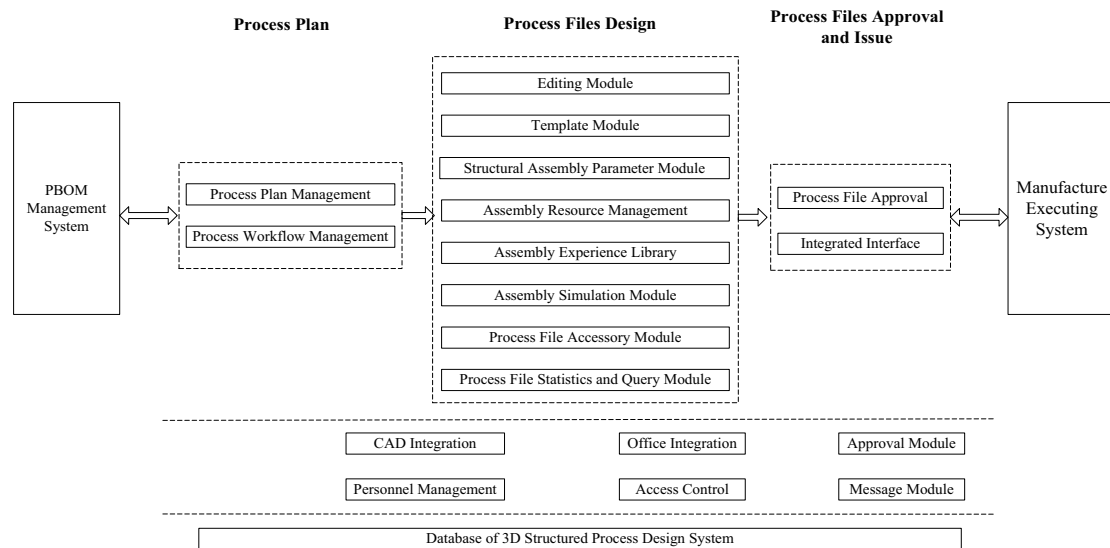 Process Plan
Process Files Design
Process Files Approval
and Issue
PBOM
Management
System
Process Plan Management
Process Workflow Management
Editing Module
Template Module
Structural Assembly Parameter Module
Assembly Resource Management
Assembly Experience Library
Assembly Simulation Module
Process File Accessory Module
Process File Statistics and Query Module
Process File Approval
Integrated Interface
Manufacture
Executing
System
CAD Integration
Office Integration
Approval Module
Personnel Management
Access Control
Message Module
Database of 3D Structured Process Design System